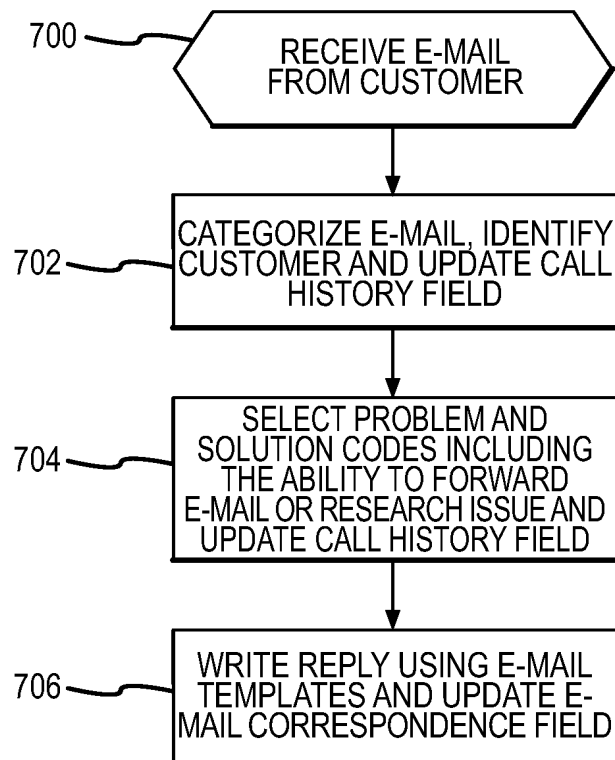 700
RECEIVE E-MAIL
FROM CUSTOMER
702
CATEGORIZE E-MAIL, IDENTIFY
CUSTOMER AND UPDATE CALL
HISTORY FIELD
704
SELECT PROBLEM AND
SOLUTION CODES INCLUDING
THE ABILITY TO FORWARD
E-MAIL OR RESEARCH ISSUE AND
UPDATE CALL HISTORY FIELD
706
WRITE REPLY USING E-MAIL
TEMPLATES AND UPDATE E-
MAIL CORRESPONDENCE FIELD